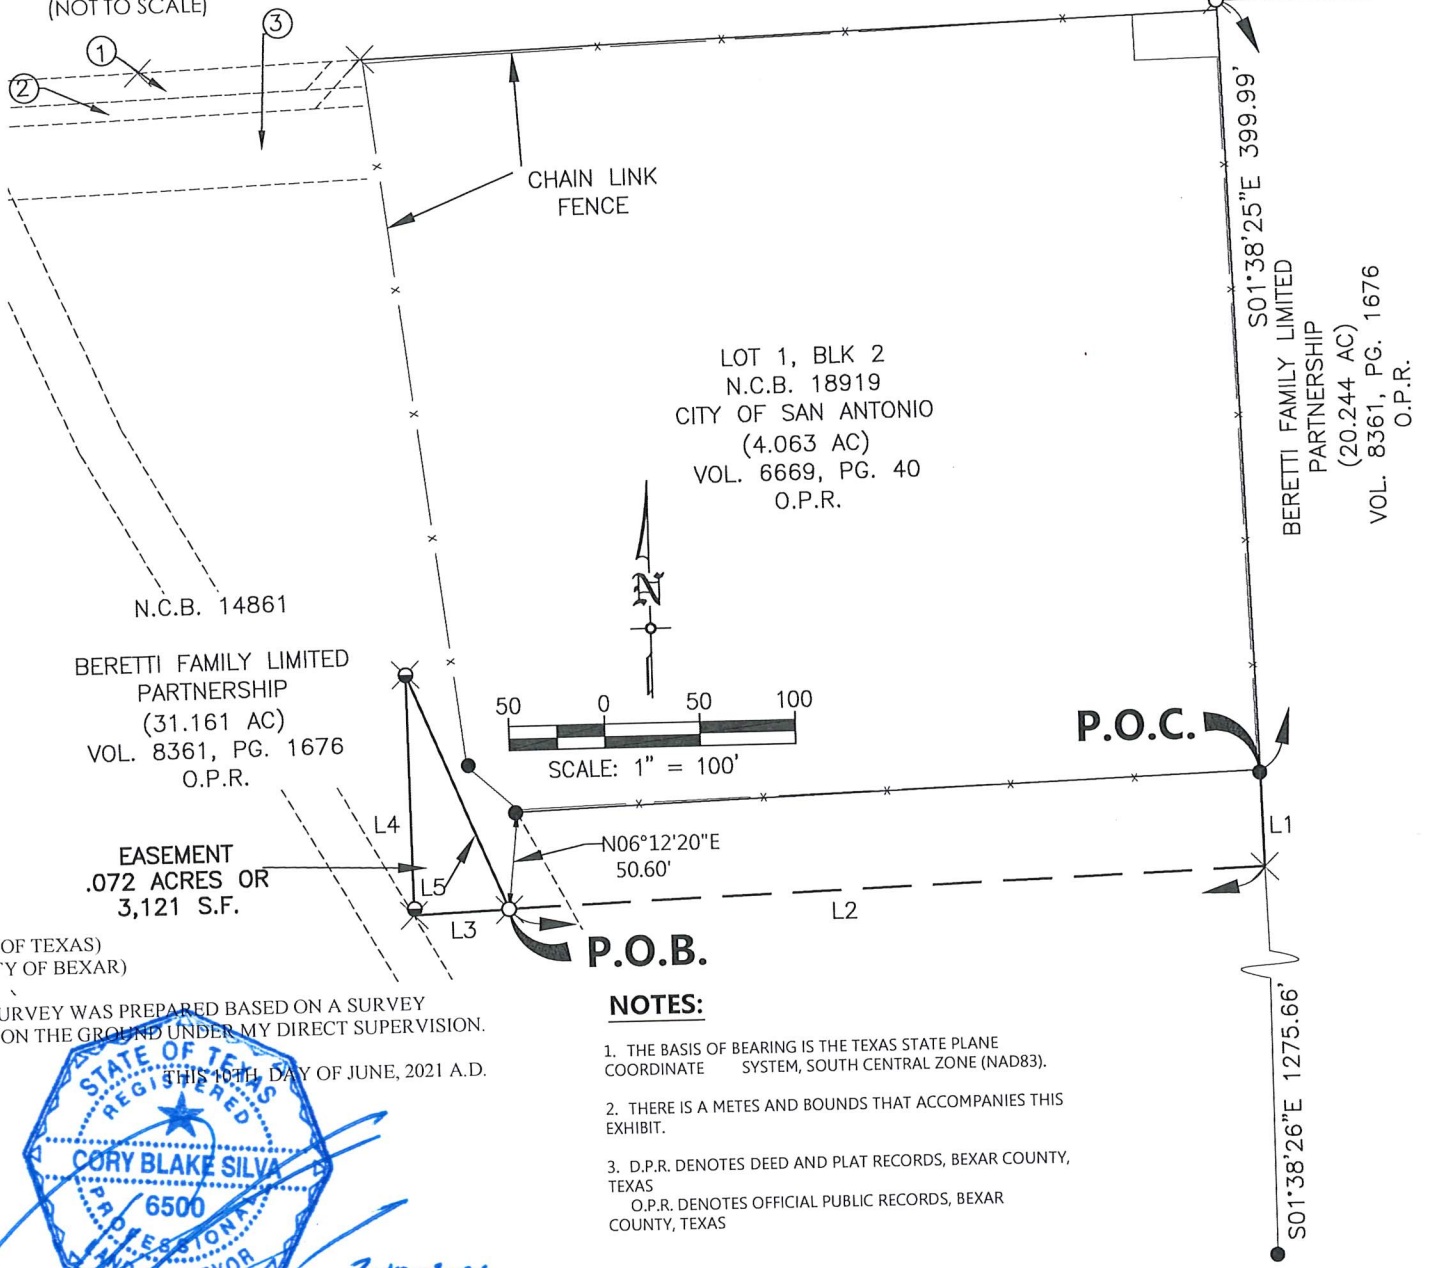 (NOT TO SCALE)
3
1
2
CHAIN LINK
FENCE
S01°38'25"E 399.99'
BERETTI FAMILY LIMITED
PARTNERSHIP
(20.244 AC)
VOL. 8361, PG. 1676
O.P.R.
LOT 1, BLK 2
N.C.B. 18919
CITY OF SAN ANTONIO
(4.063 AC)
VOL. 6669, PG. 40
O.P.R.
N
N.C.B. 14861
BERETTI FAMILY LIMITED
PARTNERSHIP
(31.161 AC)
VOL. 8361, PG. 1676
O.P.R.
50 0 50 100
SCALE: 1" = 100'
P.O.C.
L1
L4
N06°12'20"E
50.60'
EASEMENT
.072 ACRES OR
3,121 S.F.
L5
L3
L2
P.O.B.
OF TEXAS)
Y OF BEXAR)
URVEY WAS PREPARED BASED ON A SURVEY
ON THE GROUND UNDER MY DIRECT SUPERVISION.
THIS 10TH DAY OF JUNE, 2021 A.D.
STATE OF TEXAS
REGISTERED
CORY BLAKE SILVA
6500
PROFESSIONAL
NOTES:
1. THE BASIS OF BEARING IS THE TEXAS STATE PLANE
COORDINATE SYSTEM, SOUTH CENTRAL ZONE (NAD83).
2. THERE IS A METES AND BOUNDS THAT ACCOMPANIES THIS
EXHIBIT.
3. D.P.R. DENOTES DEED AND PLAT RECORDS, BEXAR COUNTY,
TEXAS
O.P.R. DENOTES OFFICIAL PUBLIC RECORDS, BEXAR
COUNTY, TEXAS
S01°38'26"E 1275.66'